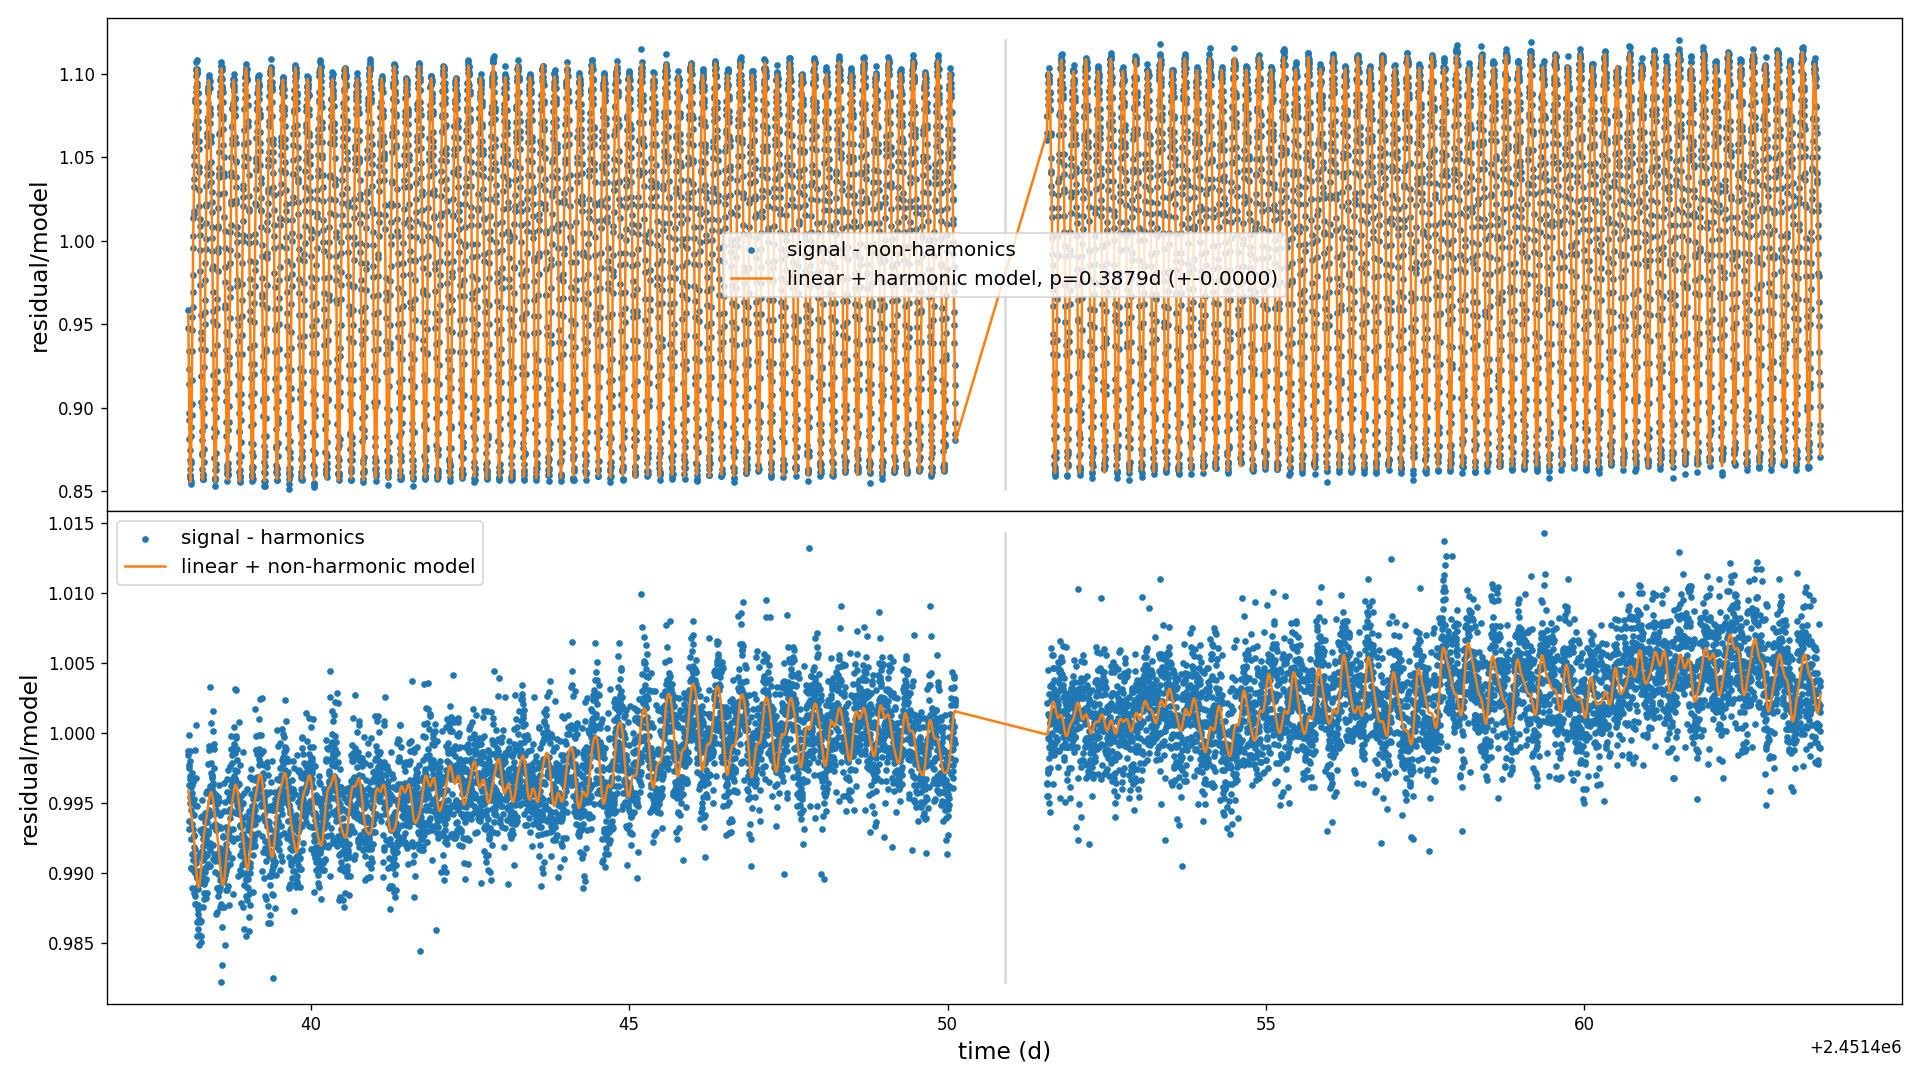 residual/model
1.10
1.05
1.00
0.95
0.90
0.85
signal - non-harmonics
linear + harmonic model, p=0.3879d (+-0.0000)
residual/model
1.015
1.010
1.005
1.000
0.995
0.990
0.985
signal - harmonics
linear + non-harmonic model
40
45
50
55
60
time (d)
+2.4514e6